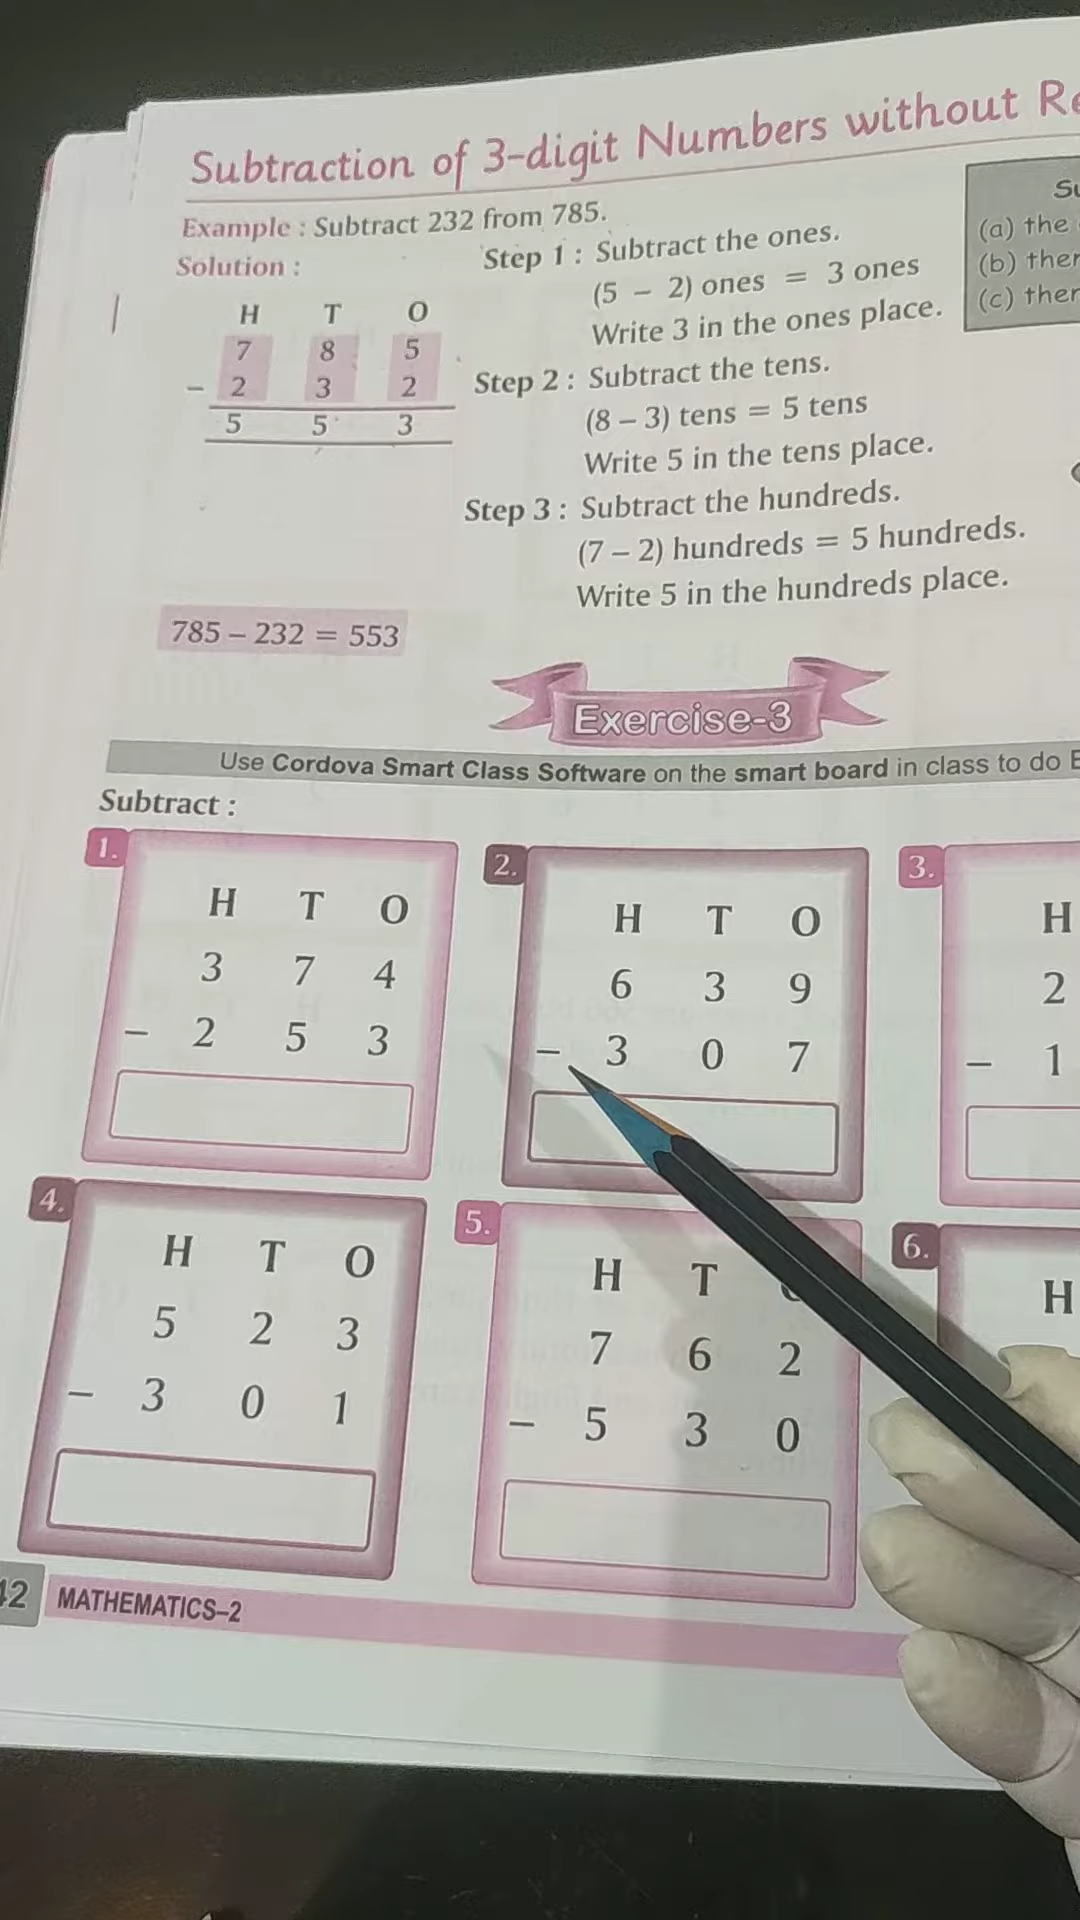 Subtraction of 3-digit Numbers without
Example : Subtract 232 from 785.
Solution :
H T O
7 8 5
– 2 3 2
5 5 3
Step 1 : Subtract the ones.
(5 – 2) ones = 3 ones
Write 3 in the ones place.
Step 2 : Subtract the tens.
(8 – 3) tens = 5 tens
Write 5 in the tens place.
Step 3 : Subtract the hundreds.
(7 – 2) hundreds = 5 hundreds.
Write 5 in the hundreds place.
(a) the
(b)
(c)
785 – 232 = 553
Exercise-3
Use Cordova Smart Class Software on the smart board in class to do
Subtract :
1.
H T O
3 7 4
– 2 5 3
2.
H T O
6 3 9
– 3 0 7
3.
H
2
– 1
4.
H T O
5 2 3
– 3 0 1
5.
H T
7 6 2
– 5 3 0
6.
H
MATHEMATICS–2